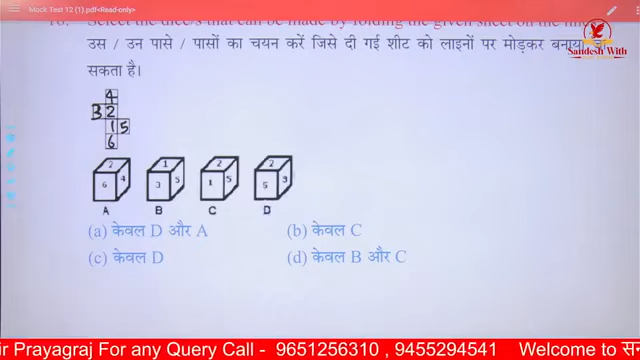 Mock Test 12 (1).pdf<Read-only>
18. Select the dice/s that can be made by folding the given sheet on the
उस / उन पासे / पासों का चयन करें जिसे दी गई शीट को लाइनों पर मोड़कर बनाया जा
Sandesh With
सकता है।
4
3 2
1 5
6
2 6 4
1 3 5
2 1 5
2 5 3
A B C D
(a) केवल D और A (b) केवल C
(c) केवल D (d) केवल B और C
ir Prayagraj For any Query Call - 9651256310 , 9455294541 Welcome to सन